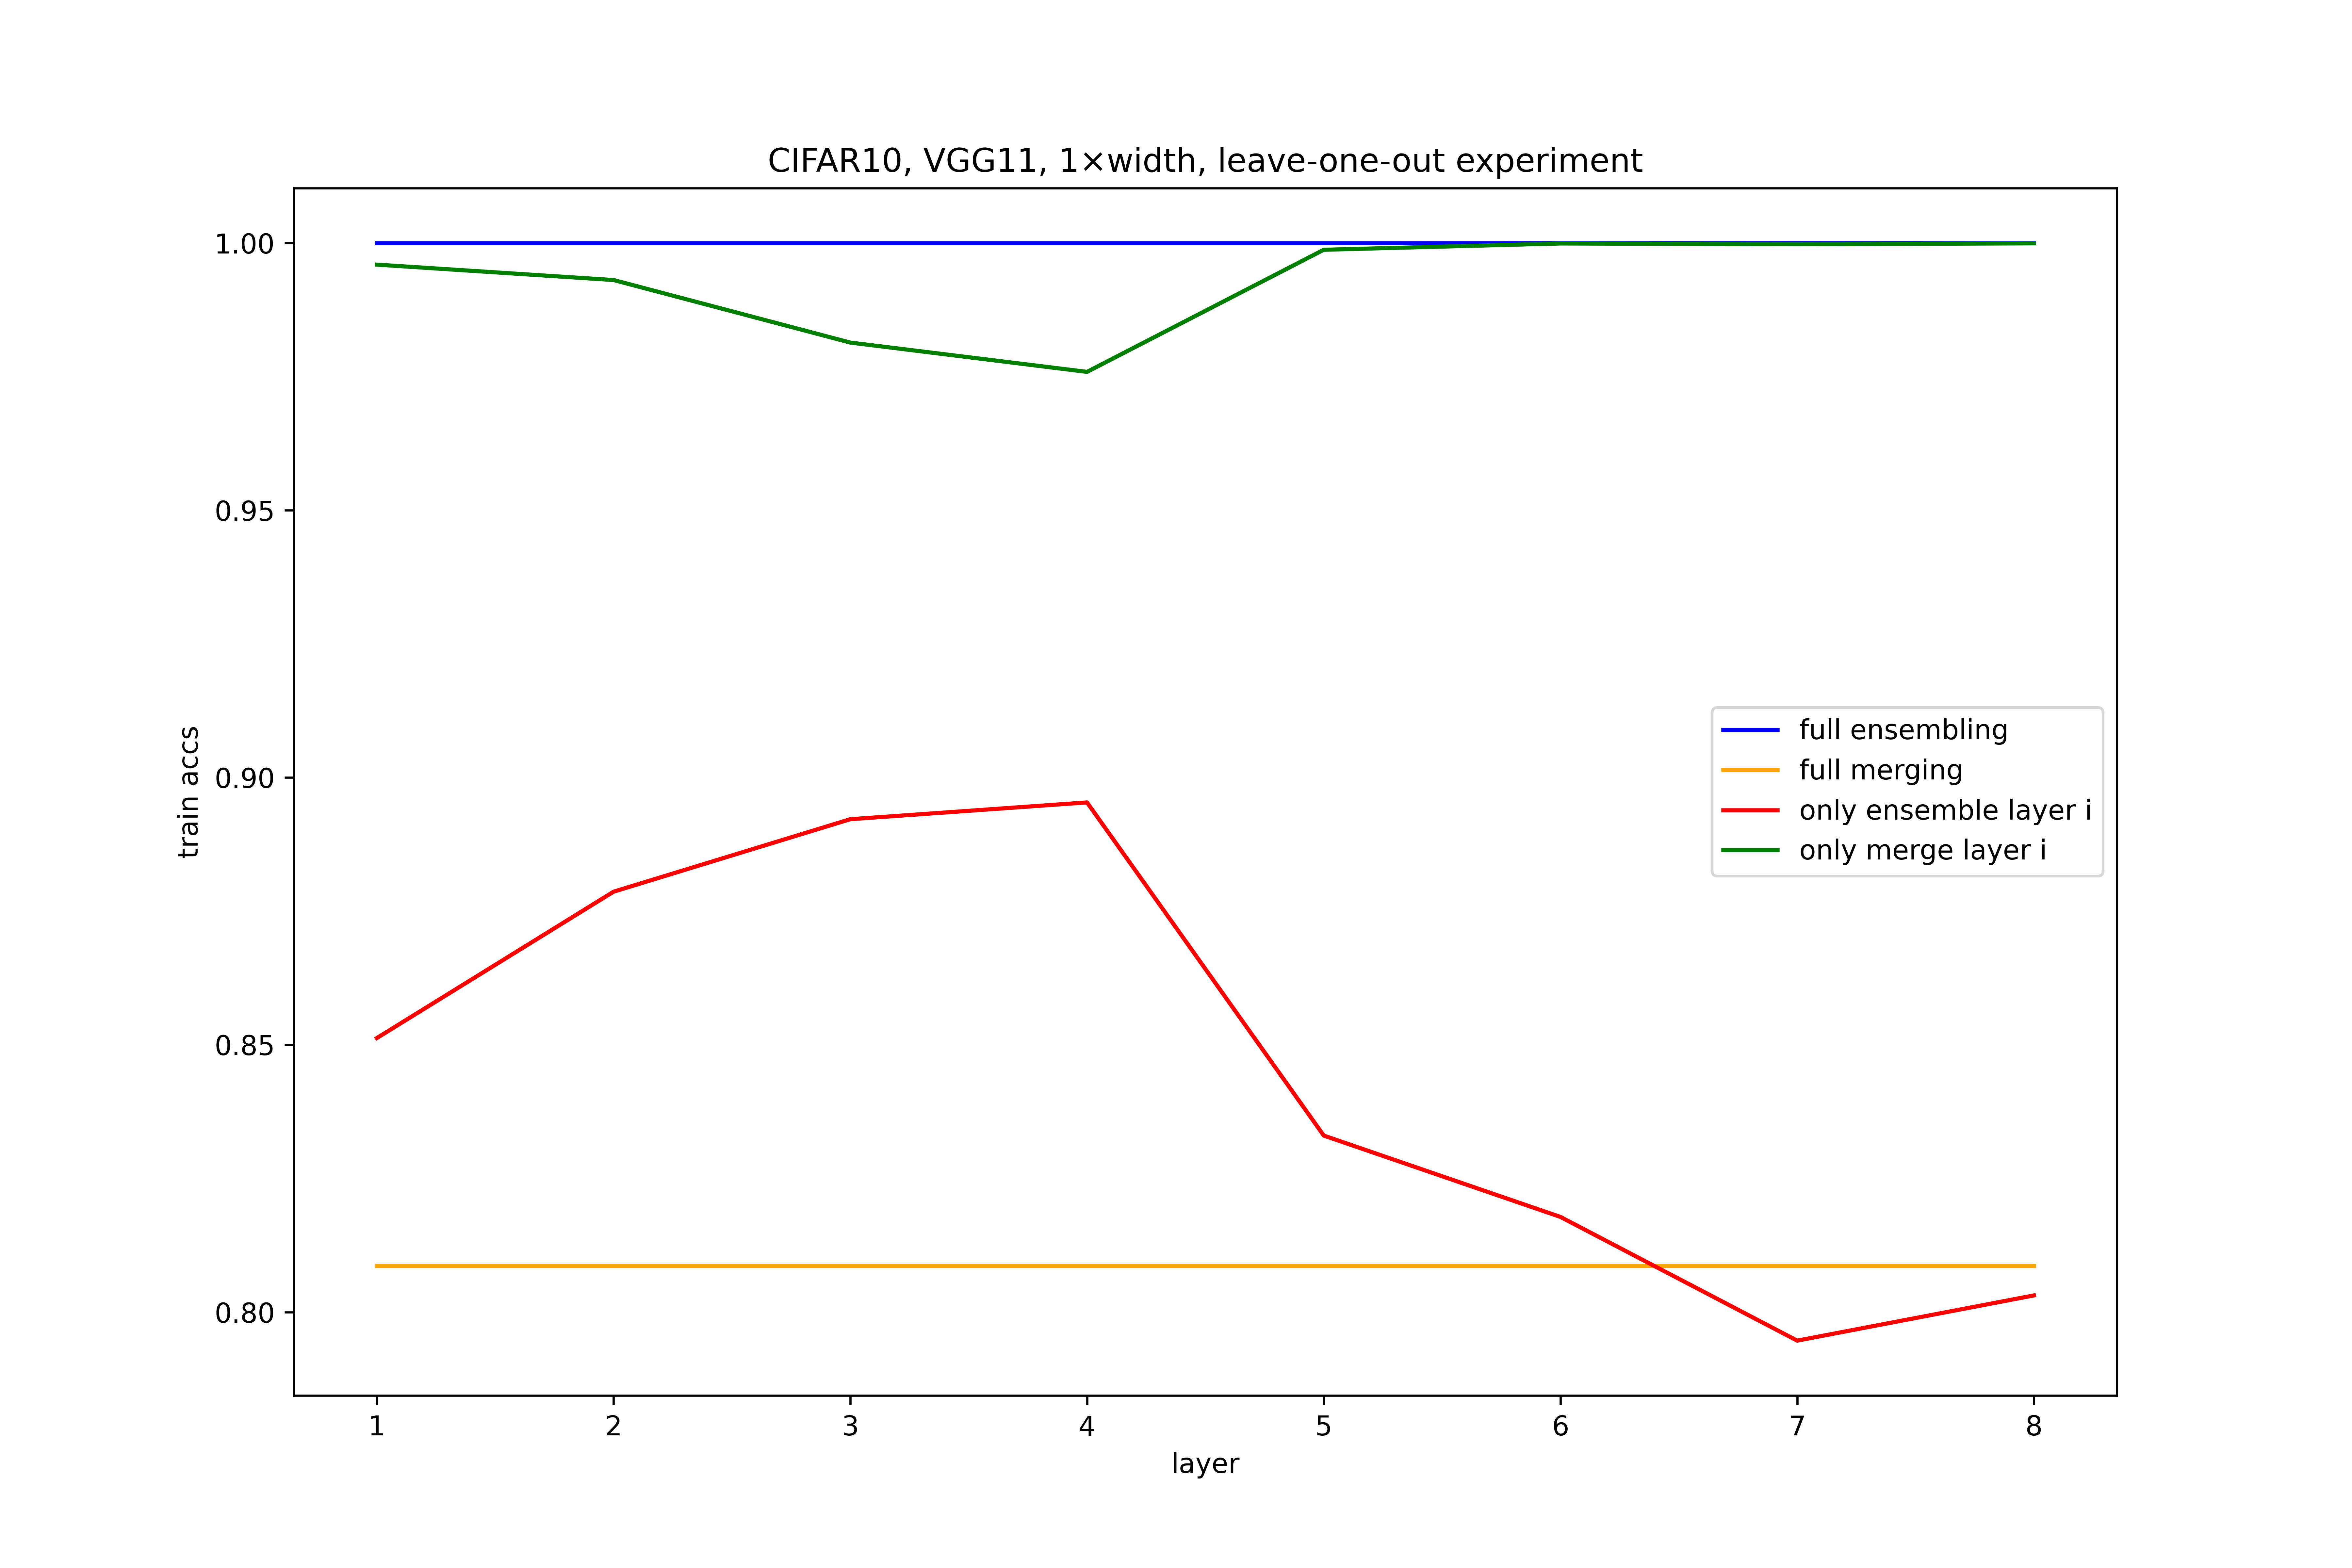 CIFAR10, VGG11, 1×width, leave-one-out experiment
1.00
0.95
0.90
0.85
0.80
train accs
full ensembling
full merging
only ensemble layer i
only merge layer i
1 2 3 4 5 6 7 8
layer